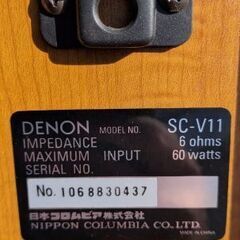 DENON MODEL NO. SC-V11
IMPEDANCE 6 ohms
MAXIMUM INPUT 60 watts
SERIAL NO.
No. 1068830437
日本コロムビア株式会社
NIPPON COLUMBIA CO., LTD.
MADE IN CHINA